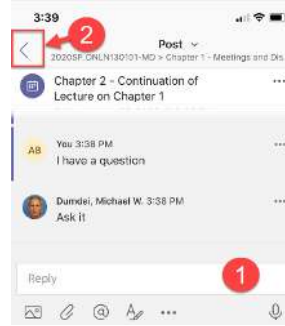 3:39
2
Post
2020SP.ONLN130101-MD > Chapter 1 - Meetings and Dis
Chapter 2 - Continuation of
Lecture on Chapter 1
AB
You 3:38 PM
I have a question
Dumdei, Michael W. 3:38 PM
Ask it
Reply
1